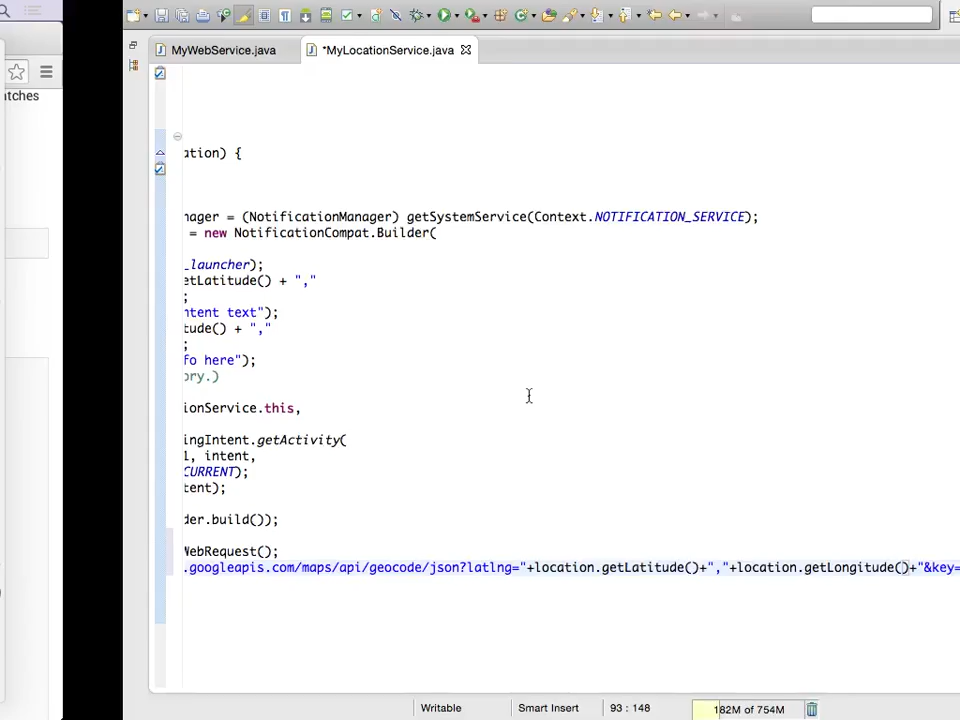 atches
MyWebService.java
*MyLocationService.java
ation) {
nager = (NotificationManager) getSystemService(Context.NOTIFICATION_SERVICE);
= new NotificationCompat.Builder(
_launcher);
etLatitude() + ","
;
ntent text");
tude() + ","
;
fo here");
ory.)
ionService.this,
ingIntent.getActivity(
1, intent,
CURRENT);
tent);
der.build());
WebRequest();
.googleapis.com/maps/api/geocode/json?latlng="+location.getLatitude()+","+location.getLongitude()+"&key=
Writable
Smart Insert
93 : 148
182M of 754M